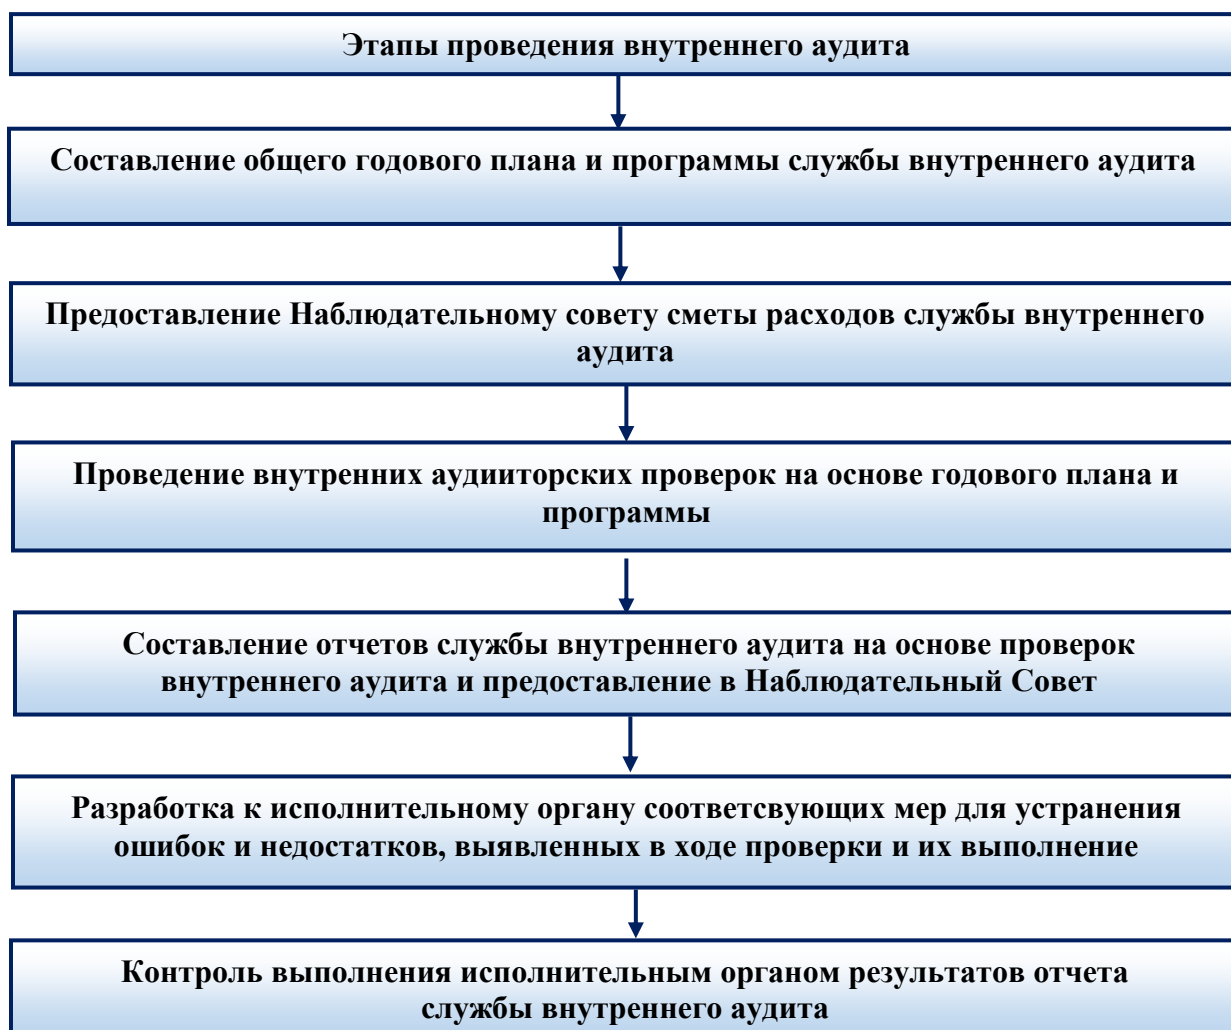 Этапы проведения внутреннего аудита
Составление общего годового плана и программы службы внутреннего аудита
Предоставление Наблюдательному совету сметы расходов службы внутреннего
аудита
Проведение внутренних аудииторских проверок на основе годового плана и
программы
Составление отчетов службы внутреннего аудита на основе проверок
внутреннего аудита и предоставление в Наблюдательный Совет
Разработка к исполнительному органу соответсвующих мер для устранения
ошибок и недостатков, выявленных в ходе проверки и их выполнение
Контроль выполнения исполнительным органом результатов отчета
службы внутреннего аудита